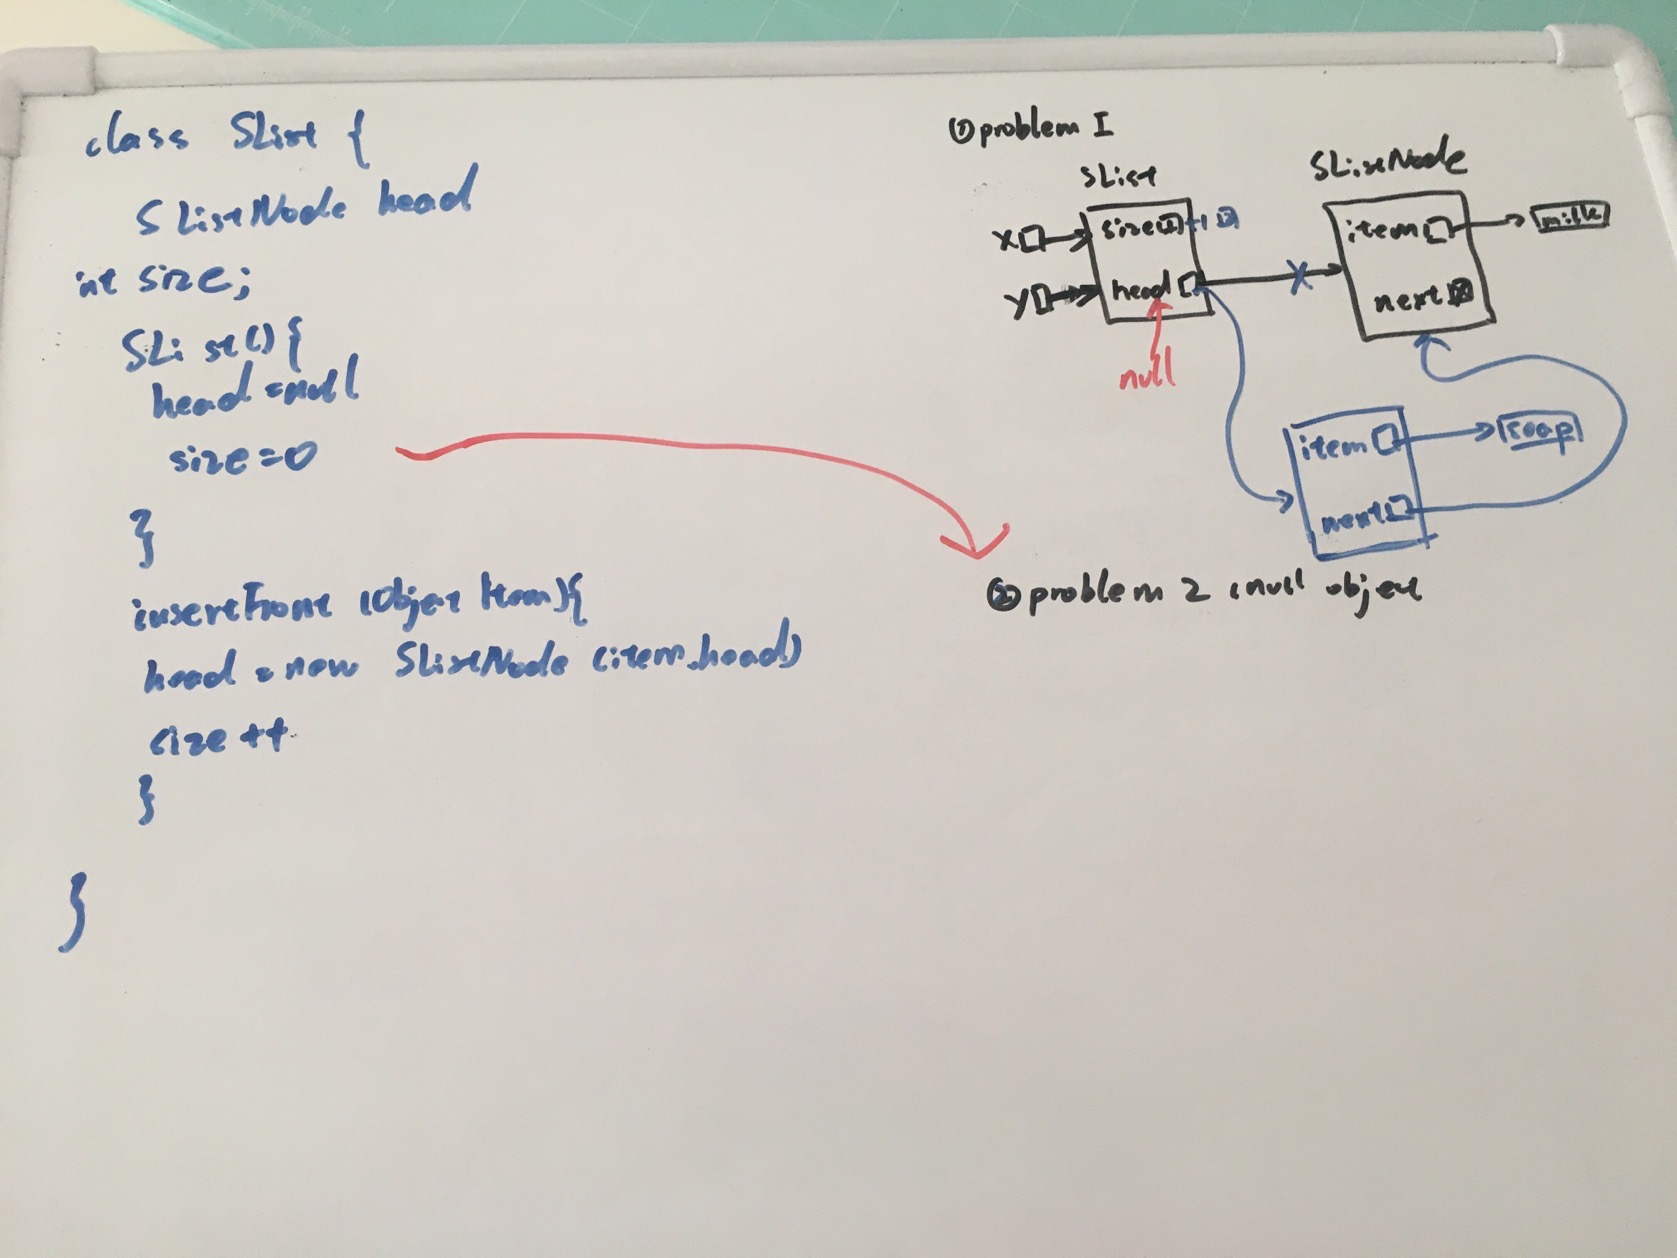 class SList {
SListNode head
int size;
SList() {
head = null
size = 0
}
insertFront (Object Item) {
head = new SListNode (item, head)
size ++
}
}
① problem I
SList
x
size 1 + 1 2
y
head
null
SListNode
item
milk
next
item
soap
next
② problem 2 (null object